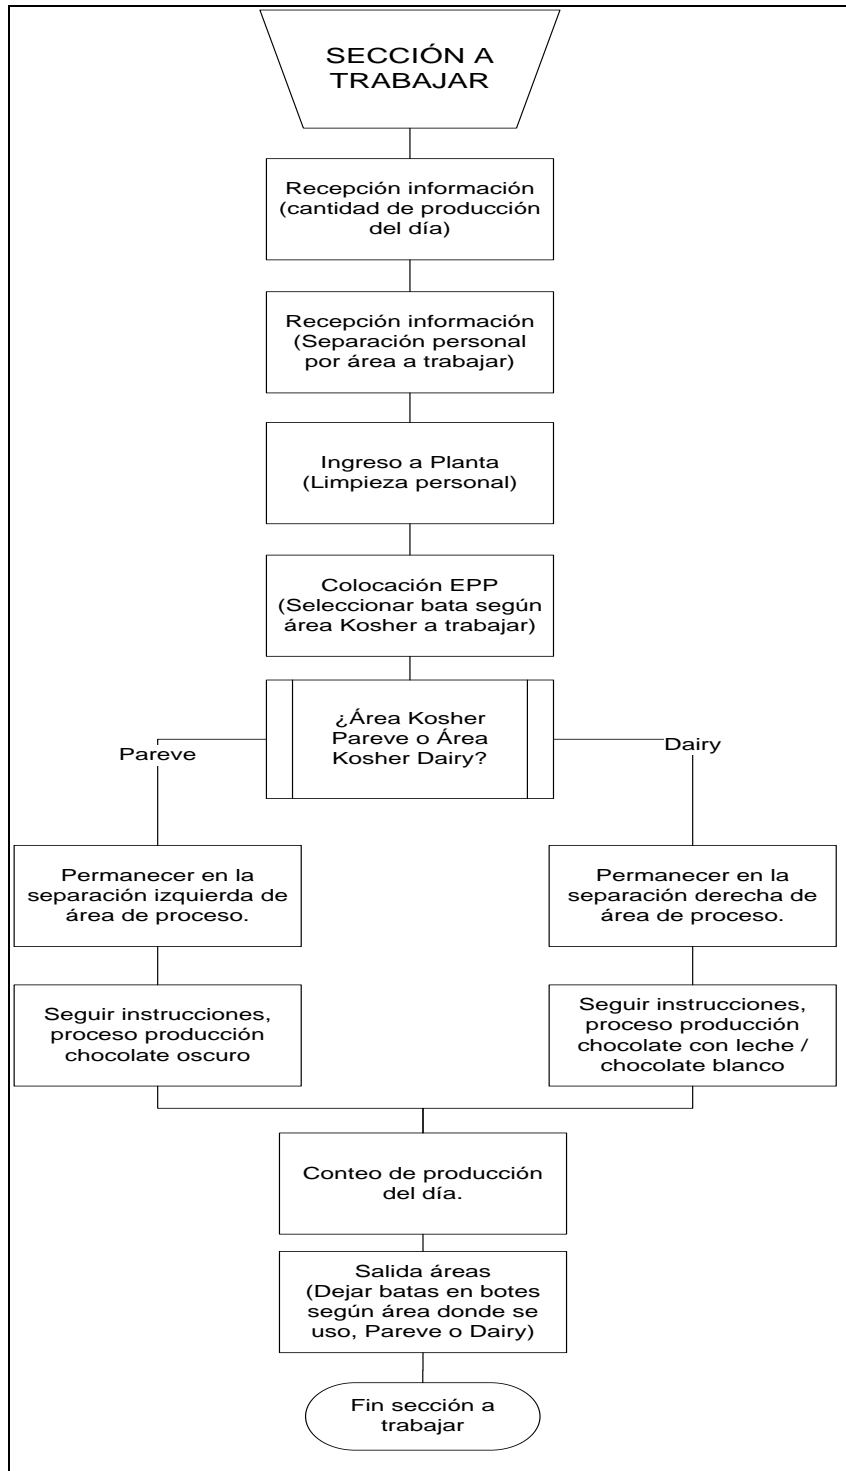 SECCIÓN A
TRABAJAR
Recepción información
(cantidad de producción
del día)
Recepción información
(Separación personal
por área a trabajar)
Ingreso a Planta
(Limpieza personal)
Colocación EPP
(Seleccionar bata según
área Kosher a trabajar)
¿Área Kosher
Pareve o Área
Kosher Dairy?
Pareve
Dairy
Permanecer en la
separación izquierda de
área de proceso.
Permanecer en la
separación derecha de
área de proceso.
Seguir instrucciones,
proceso producción
chocolate oscuro
Seguir instrucciones,
proceso producción
chocolate con leche /
chocolate blanco
Conteo de producción
del día.
Salida áreas
(Dejar batas en botes
según área donde se
uso, Pareve o Dairy)
Fin sección a
trabajar